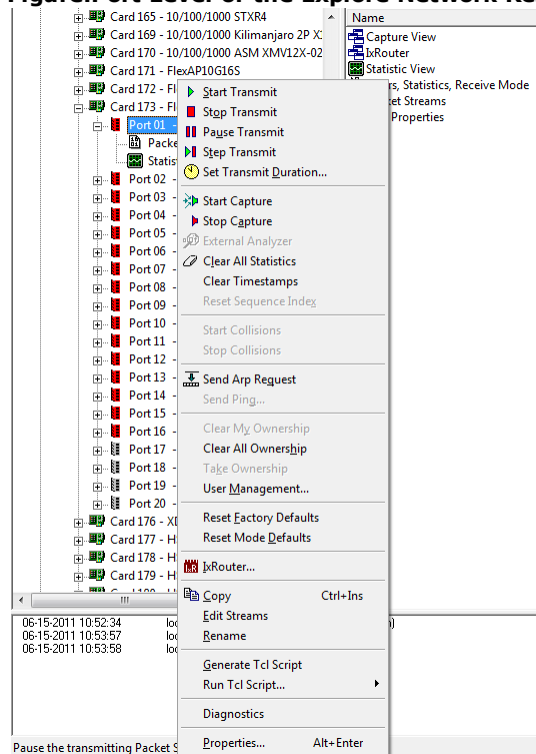 Figure:Port Level of the Explore Network Re
Card 165 - 10/100/1000 STXR4
Card 169 - 10/100/1000 Kilimanjaro 2P X
Card 170 - 10/100/1000 ASM XMV12X-02
Card 171 - FlexAP10G16S
Card 172 - Fl
Card 173 - Fl
Port 01 -
Packe
Statis
Port 02 -
Port 03 -
Port 04 -
Port 05 -
Port 06 -
Port 07 -
Port 08 -
Port 09 -
Port 10 -
Port 11 -
Port 12 -
Port 13 -
Port 14 -
Port 15 -
Port 16 -
Port 17 -
Port 18 -
Port 19 -
Port 20 -
Card 176 - X
Card 177 - H
Card 178 - H
Card 179 - H
Name
Capture View
IxRouter
Statistic View
rs, Statistics, Receive Mode
et Streams
Properties
Start Transmit
Stop Transmit
Pause Transmit
Step Transmit
Set Transmit Duration...
Start Capture
Stop Capture
External Analyzer
Clear All Statistics
Clear Timestamps
Reset Sequence Index
Start Collisions
Stop Collisions
Send Arp Request
Send Ping...
Clear My Ownership
Clear All Ownership
Take Ownership
User Management...
Reset Factory Defaults
Reset Mode Defaults
IxRouter...
Copy Ctrl+Ins
Edit Streams
Rename
Generate Tcl Script
Run Tcl Script...
Diagnostics
Properties... Alt+Enter
06-15-2011 10:52:34 loc
06-15-2011 10:53:57 loc
06-15-2011 10:53:58 loc
Pause the transmitting Packet S